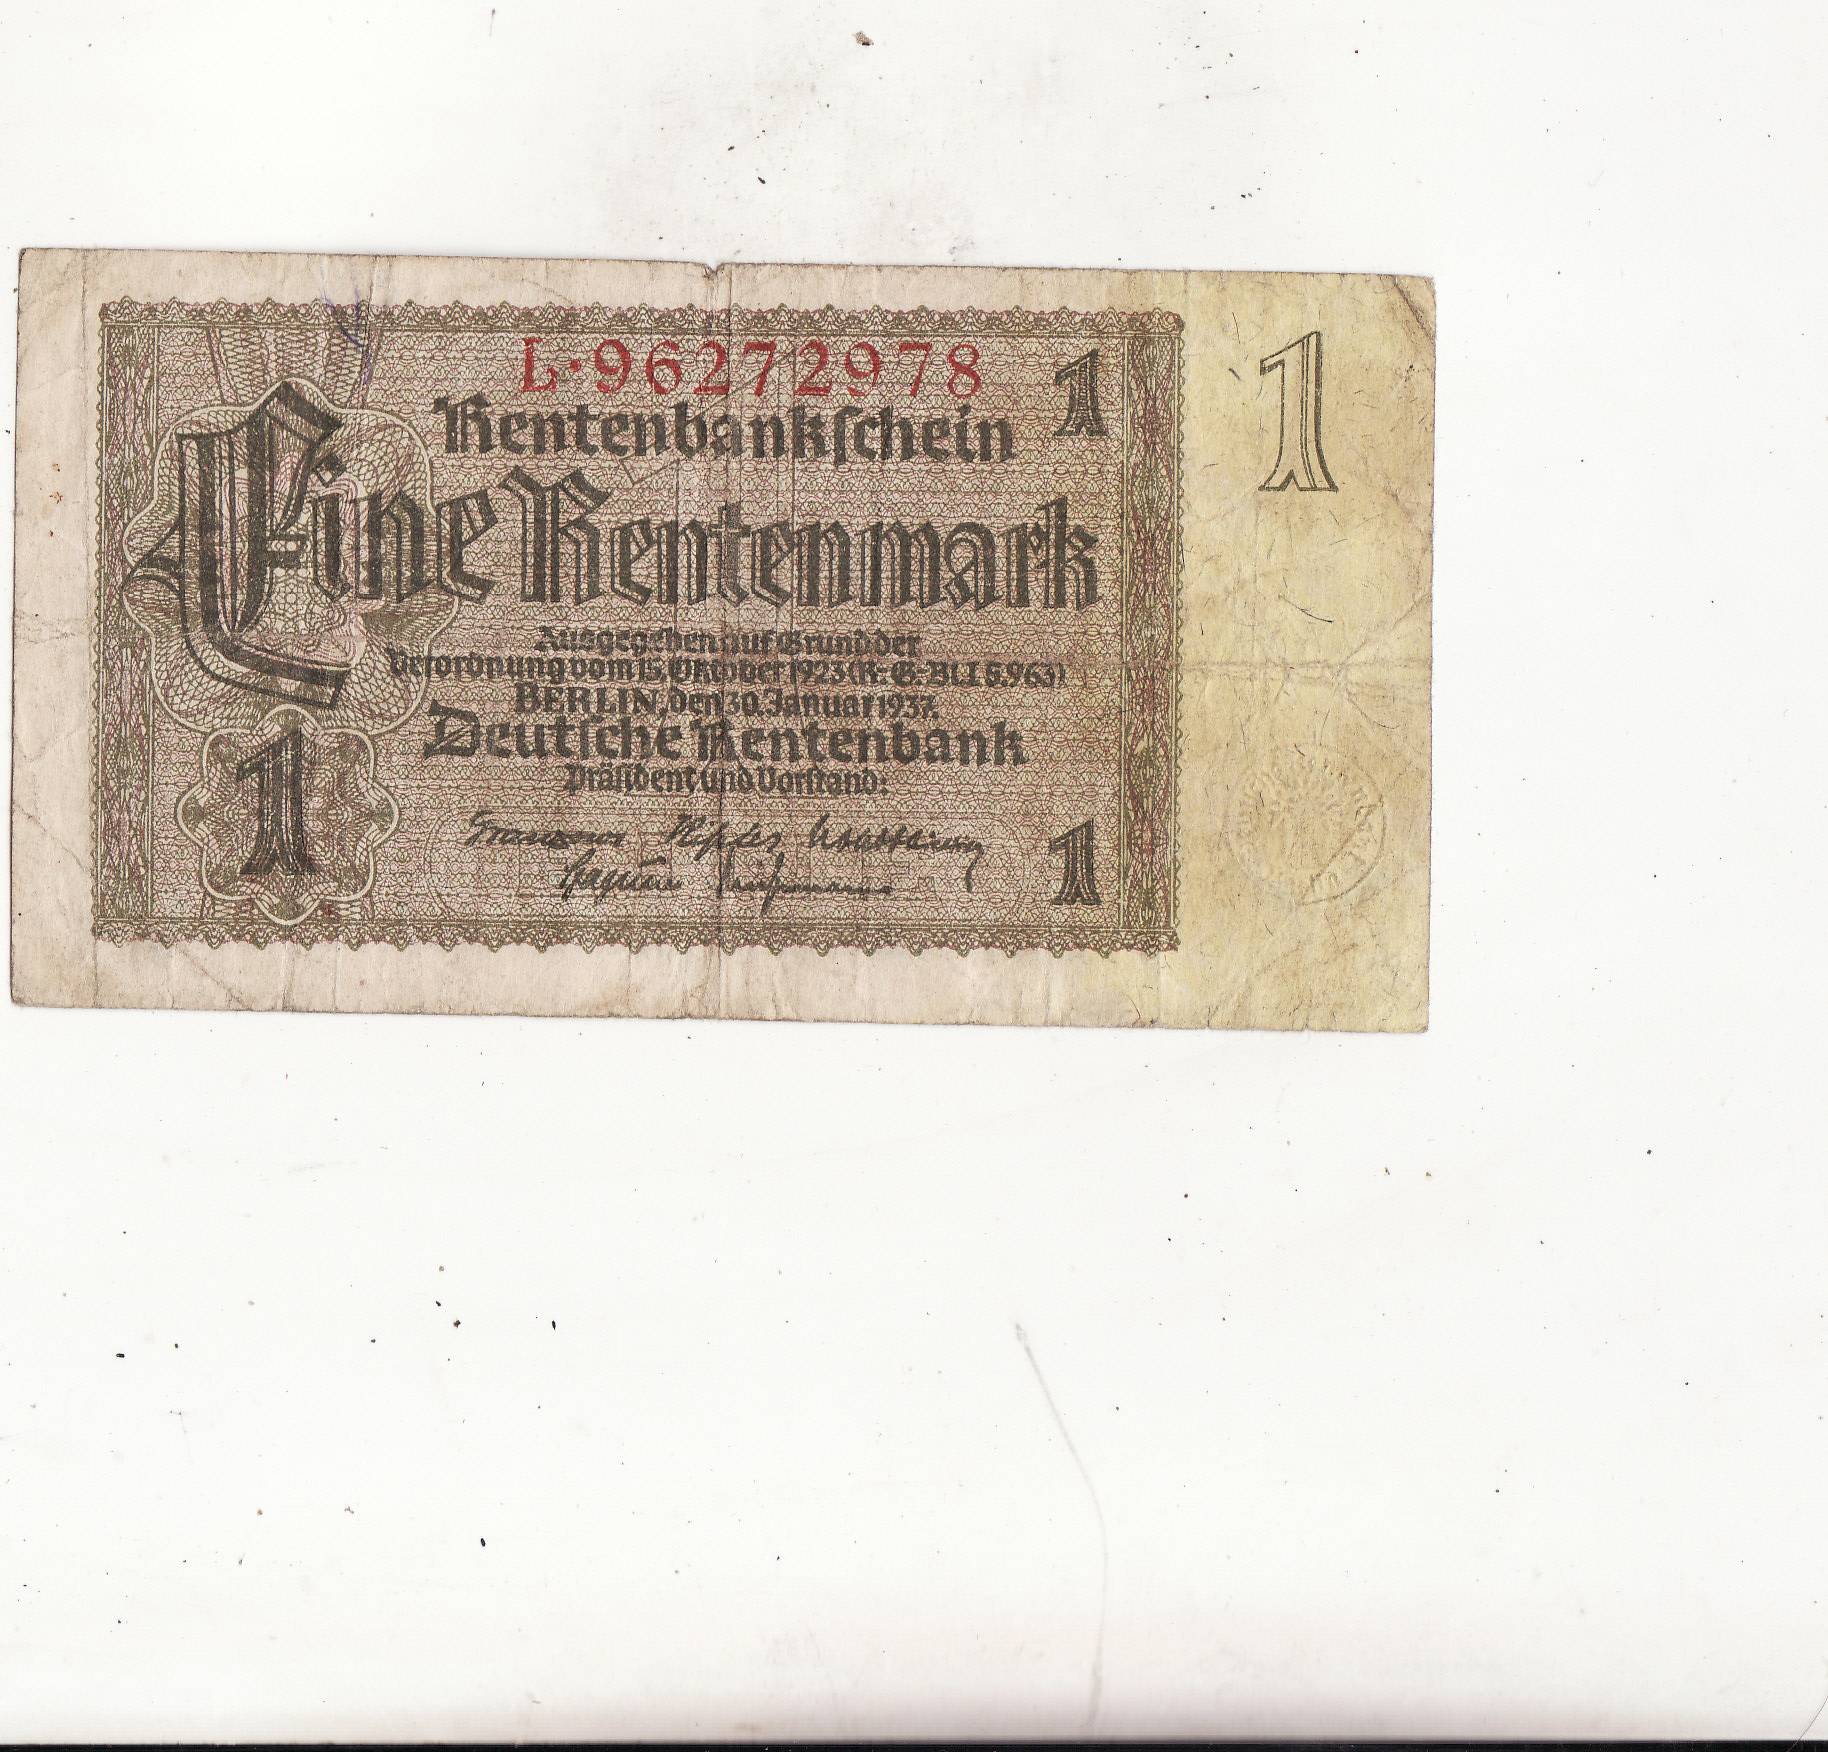 L·96272978
1
1
Rentenbankschein
Eine Rentenmark
Ausgegeben auf Grund der
Verordnung vom 15. Oktober 1923 (R.-G.-Bl. I S. 963)
BERLIN, den 30. Januar 1937.
Deutsche Rentenbank
Präsident und Vorstand:
1
1